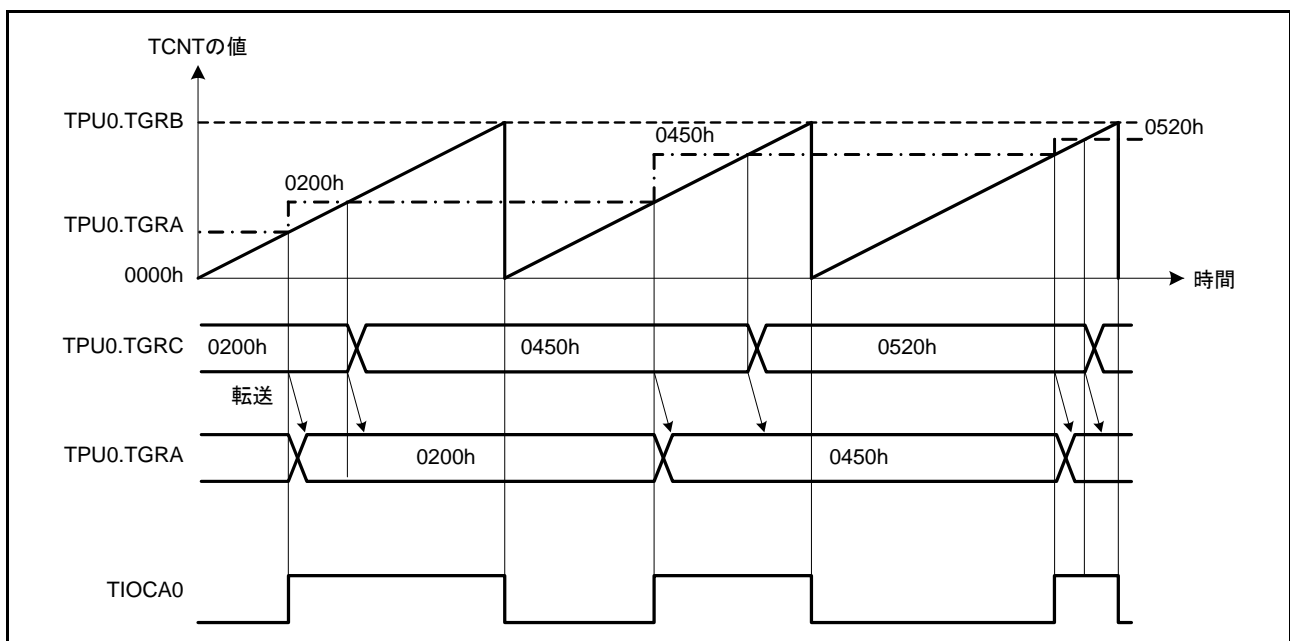 TCNTの値
TPU0.TGRB
0450h
0520h
0200h
TPU0.TGRA
0000h
時間
TPU0.TGRC
0200h
0450h
0520h
転送
TPU0.TGRA
0200h
0450h
TIOCA0